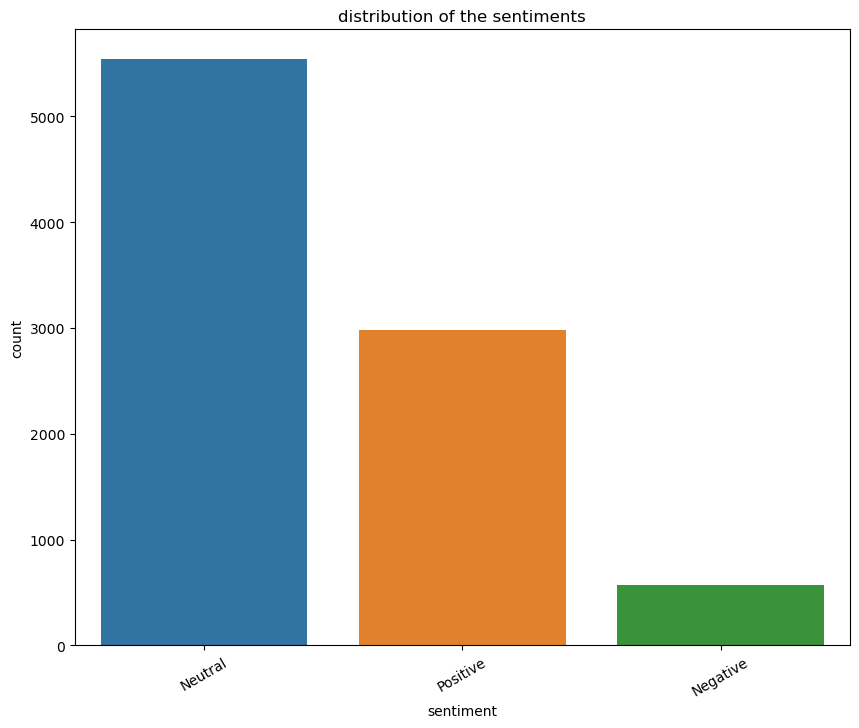 distribution of the sentiments
count
5000
4000
3000
2000
1000
0
Neutral
Positive
Negative
sentiment